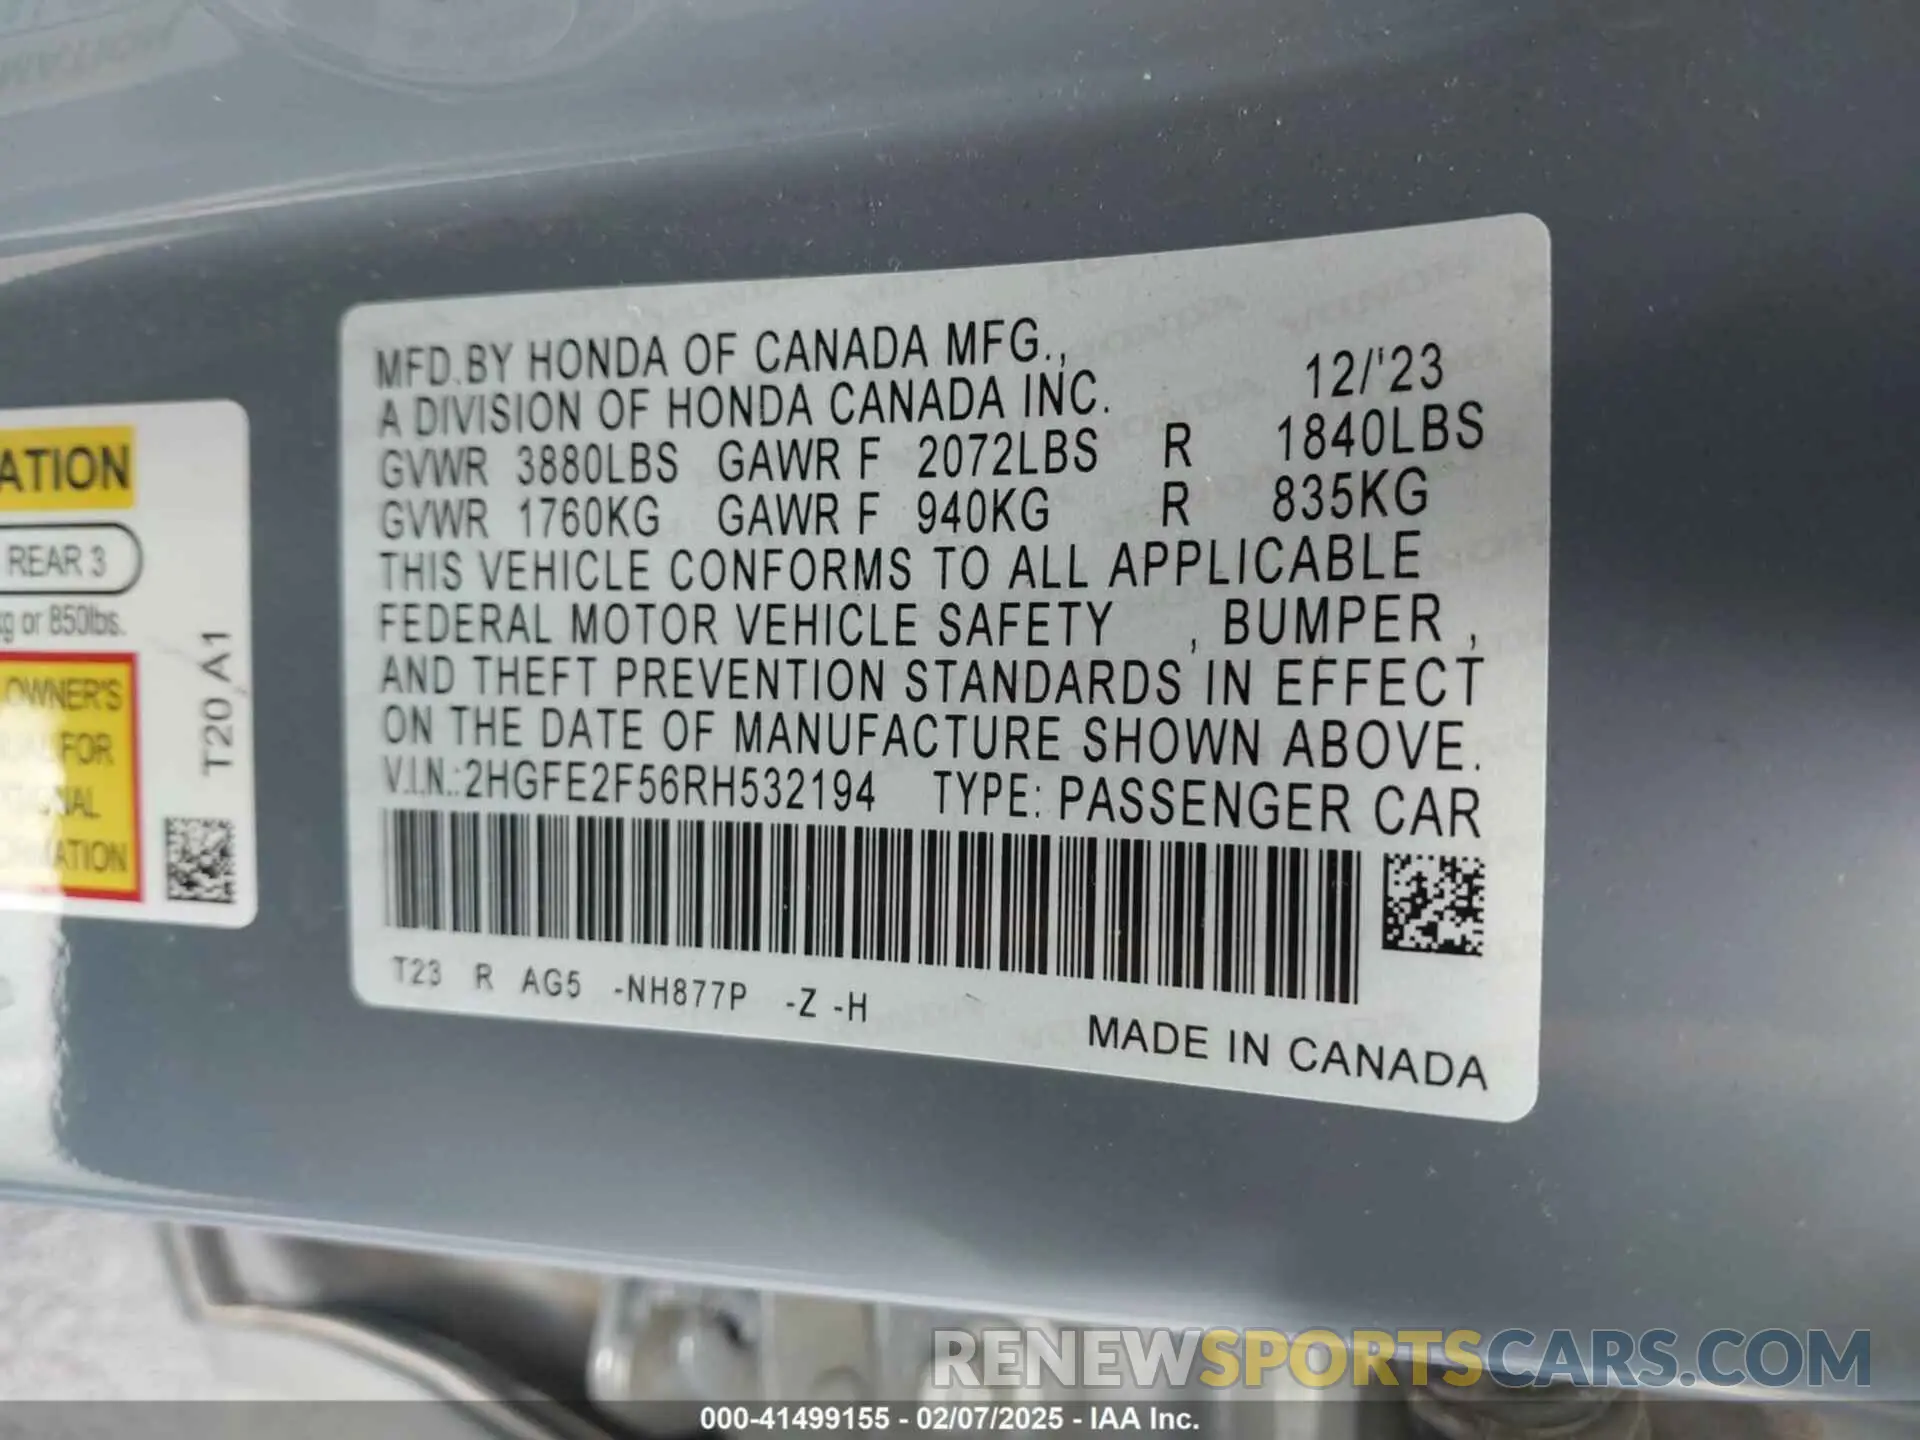 MFD.BY HONDA OF CANADA MFG.,
A DIVISION OF HONDA CANADA INC. 12/'23
GVWR 3880LBS GAWR F 2072LBS R 1840LBS
GVWR 1760KG GAWR F 940KG R 835KG
THIS VEHICLE CONFORMS TO ALL APPLICABLE
FEDERAL MOTOR VEHICLE SAFETY , BUMPER ,
AND THEFT PREVENTION STANDARDS IN EFFECT
ON THE DATE OF MANUFACTURE SHOWN ABOVE.
V.I.N.:2HGFE2F56RH532194 TYPE: PASSENGER CAR
T23 R AG5 -NH877P -Z -H
MADE IN CANADA
ATION
REAR 3
kg or 850lbs.
OWNER'S
FOR
ATION
T20 A1
RENEWSPORTSCARS.COM
000-41499155 - 02/07/2025 - IAA Inc.